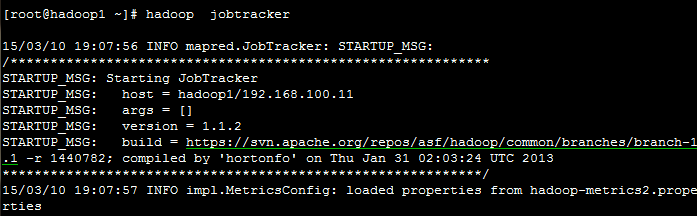 [root@hadoop1 ~]# hadoop  jobtracker
15/03/10 19:07:56 INFO mapred.JobTracker: STARTUP_MSG:
/************************************************************
STARTUP_MSG: Starting JobTracker
STARTUP_MSG:   host = hadoop1/192.168.100.11
STARTUP_MSG:   args = []
STARTUP_MSG:   version = 1.1.2
STARTUP_MSG:   build = https://svn.apache.org/repos/asf/hadoop/common/branches/branch-1
.1 -r 1440782; compiled by 'hortonfo' on Thu Jan 31 02:03:24 UTC 2013
************************************************************/
15/03/10 19:07:57 INFO impl.MetricsConfig: loaded properties from hadoop-metrics2.prope
rties